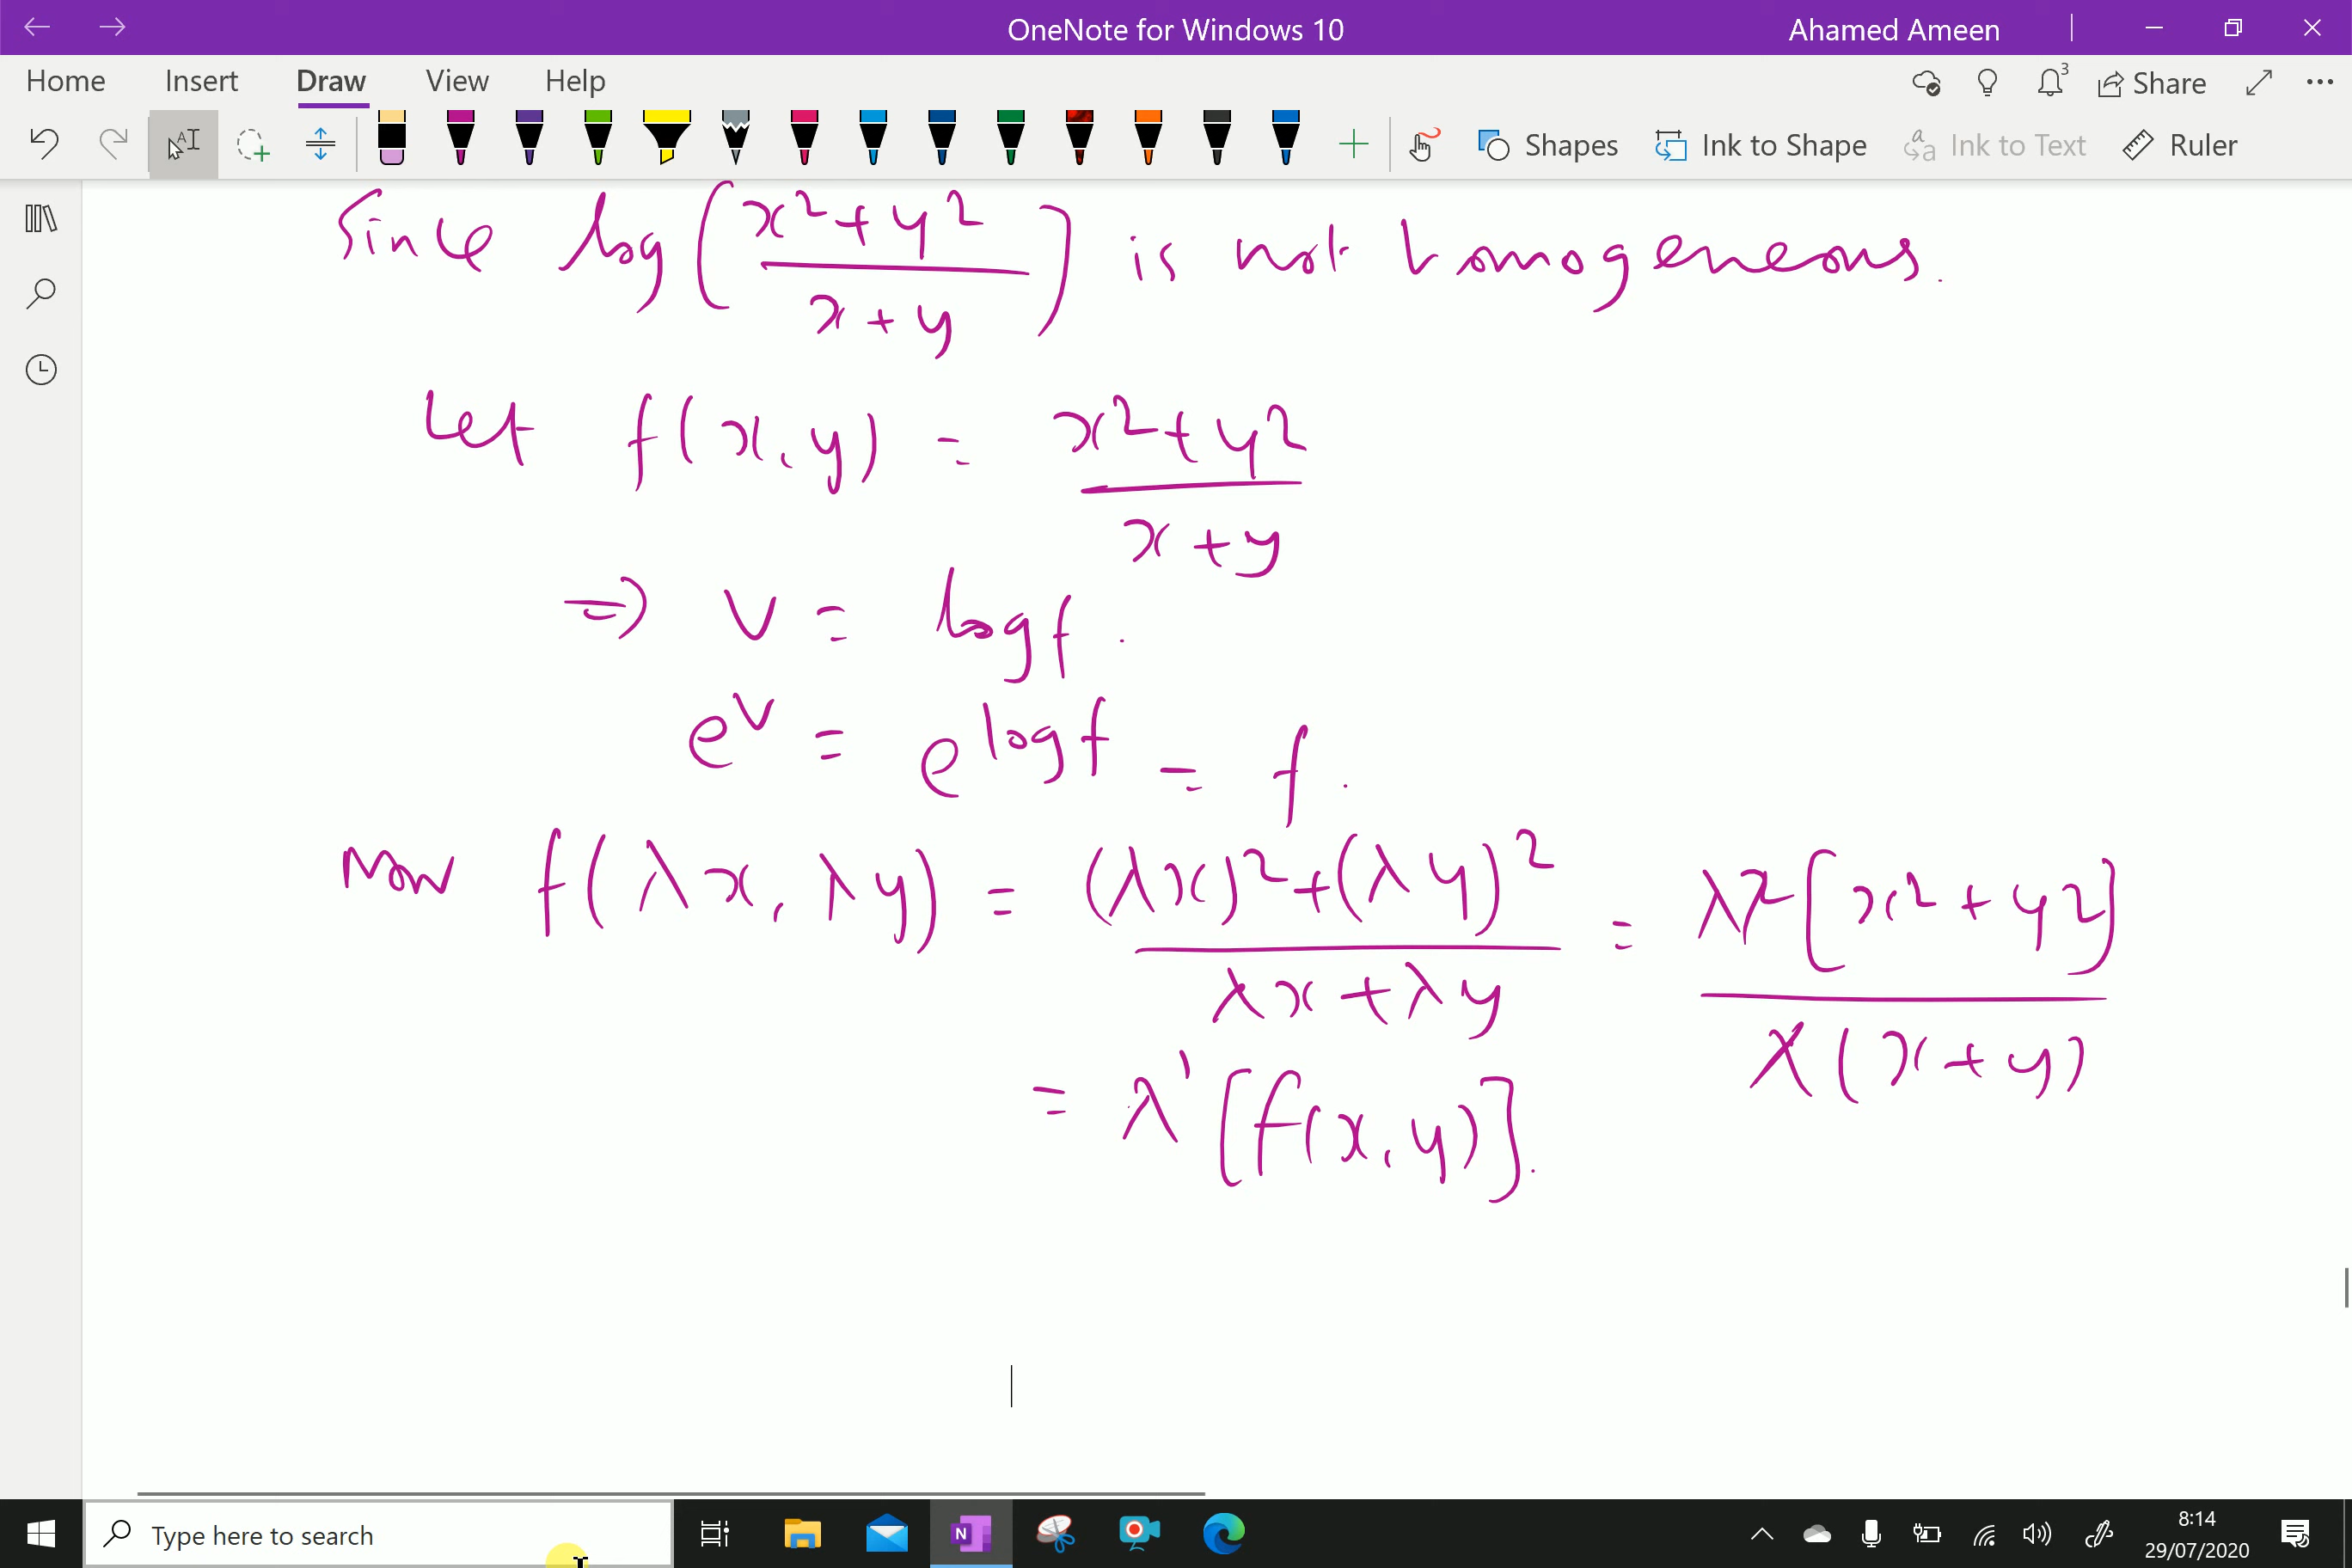 OneNote for Windows 10 Ahamed Ameen
Home Insert Draw View Help 3 Share
Shapes Ink to Shape Ink to Text Ruler
Since log((x²+y²)/(x+y)) is not homogeneous.
Let f(x,y) = (x²+y²)/(x+y)
⇒ v = log f.
e^v = e^(log f) = f.
Now f(λx, λy) = ((λx)²+(λy)²)/(λx+λy) = λ²[x²+y²]/(λ(x+y))
= λ¹[f(x,y)].
Type here to search 8:14
29/07/2020